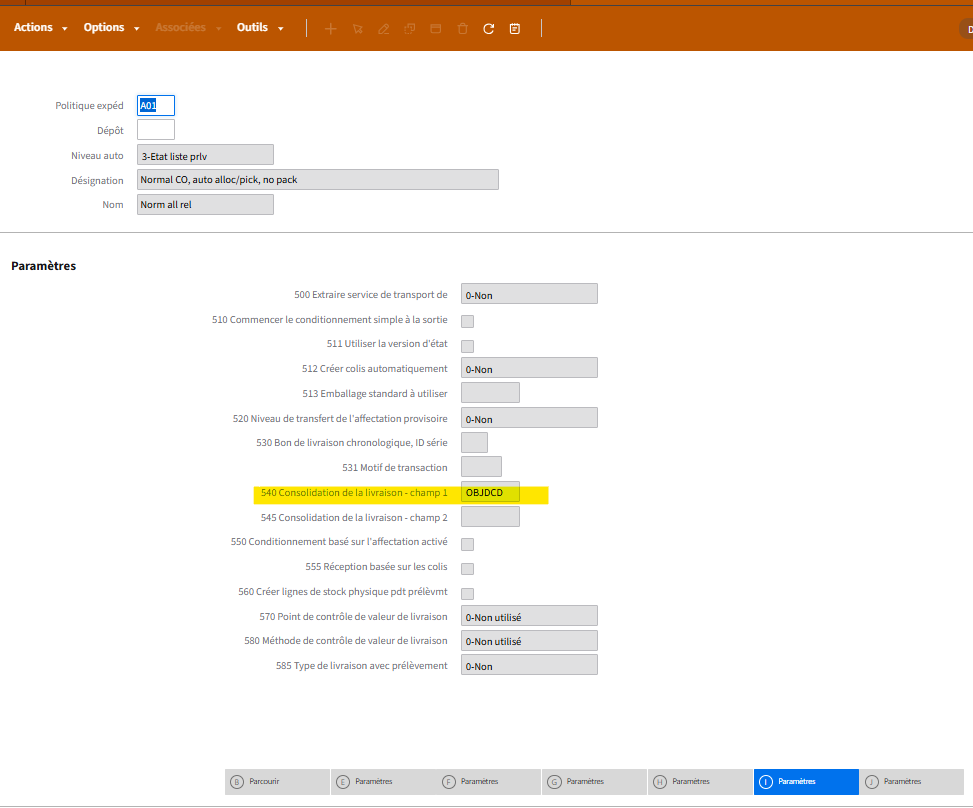 Actions Options Associées Outils
Politique expéd A01
Dépôt
Niveau auto 3-Etat liste prlv
Désignation Normal CO, auto alloc/pick, no pack
Nom Norm all rel
Paramètres
500 Extraire service de transport de 0-Non
510 Commencer le conditionnement simple à la sortie
511 Utiliser la version d'état
512 Créer colis automatiquement 0-Non
513 Emballage standard à utiliser
520 Niveau de transfert de l'affectation provisoire 0-Non
530 Bon de livraison chronologique, ID série
531 Motif de transaction
540 Consolidation de la livraison - champ 1 OBJDCD
545 Consolidation de la livraison - champ 2
550 Conditionnement basé sur l'affectation activé
555 Réception basée sur les colis
560 Créer lignes de stock physique pdt prélèvmt
570 Point de contrôle de valeur de livraison 0-Non utilisé
580 Méthode de contrôle de valeur de livraison 0-Non utilisé
585 Type de livraison avec prélèvement 0-Non
B Parcourir E Paramètres F Paramètres G Paramètres H Paramètres I Paramètres J Paramètres